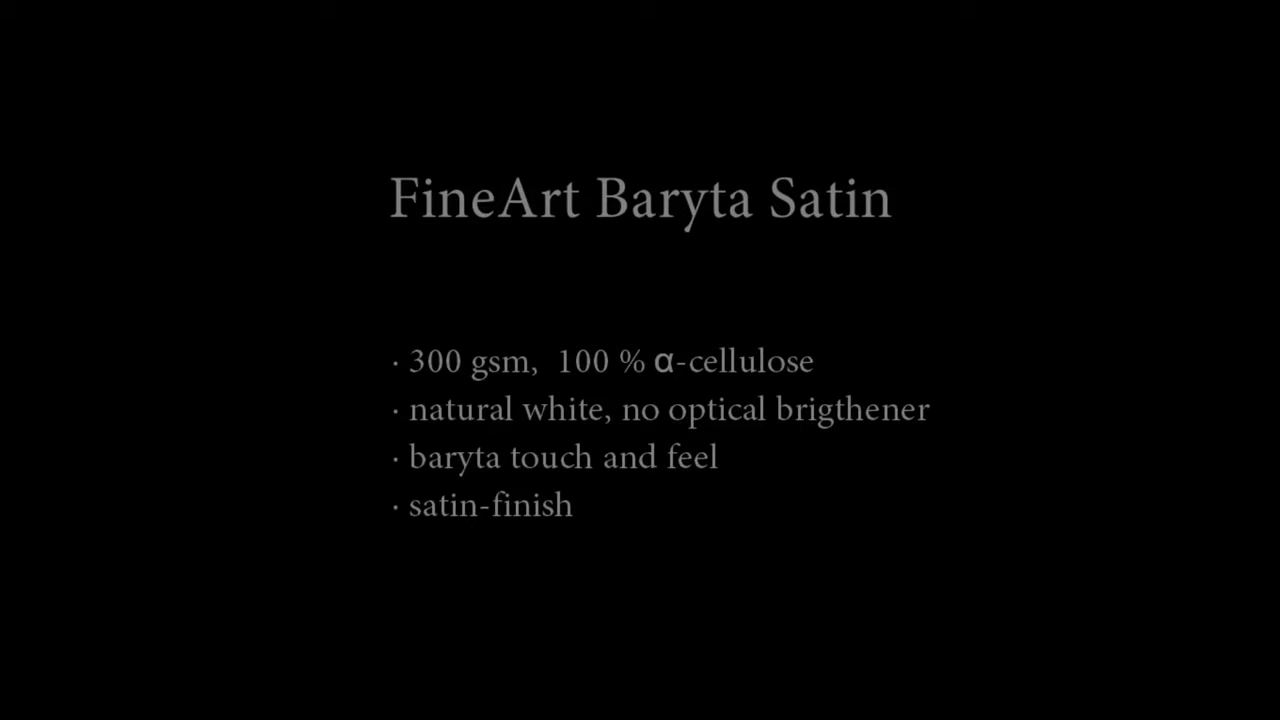 FineArt Baryta Satin
· 300 gsm,  100 % α-cellulose
· natural white, no optical brigthener
· baryta touch and feel
· satin-finish